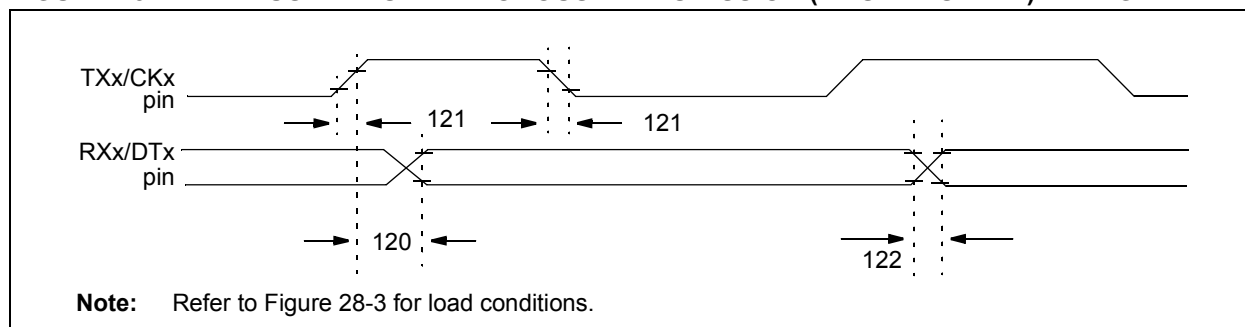 TXx/CKx
pin
121
121
RXx/DTx
pin
120
122
Note: Refer to Figure 28-3 for load conditions.